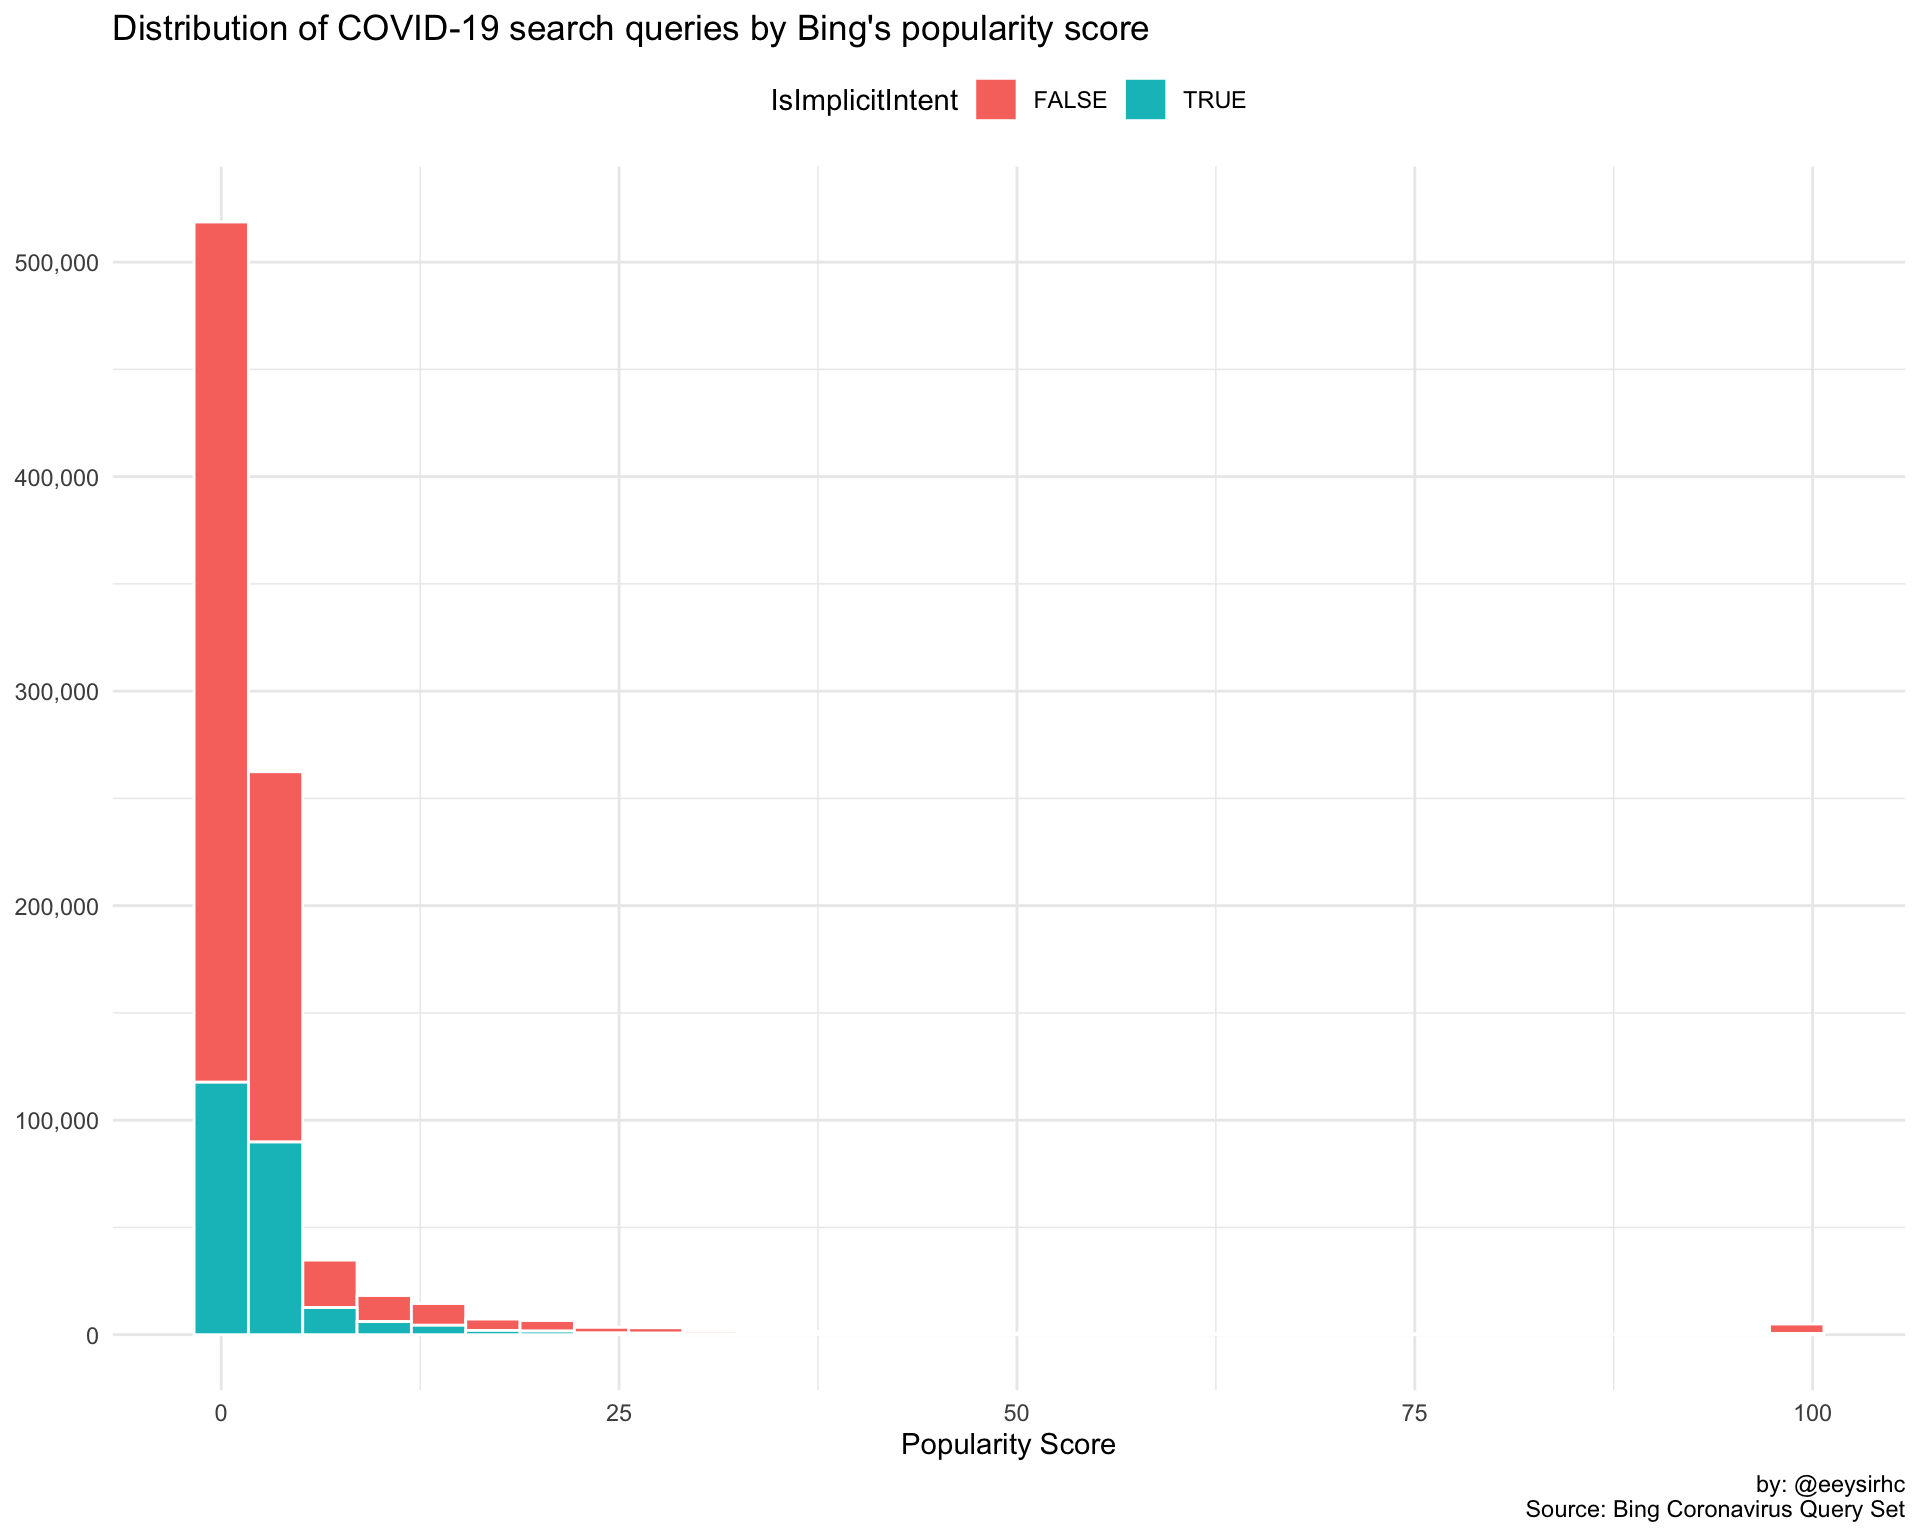 Distribution of COVID-19 search queries by Bing's popularity score
IsImplicitIntent FALSE TRUE
500,000
400,000
300,000
200,000
100,000
0
0 25 50 75 100
Popularity Score
by: @eeysirhc
Source: Bing Coronavirus Query Set